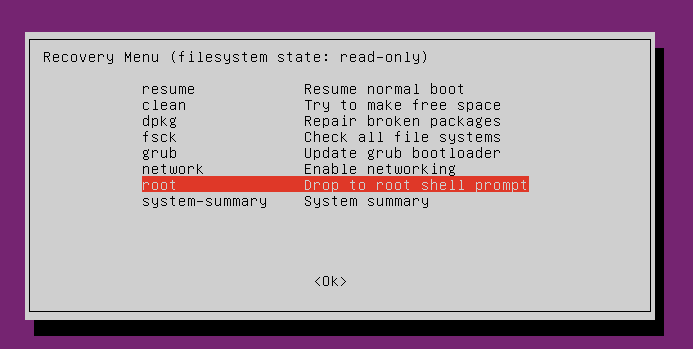 Recovery Menu (filesystem state: read-only)
resume Resume normal boot
clean Try to make free space
dpkg Repair broken packages
fsck Check all file systems
grub Update grub bootloader
network Enable networking
root Drop to root shell prompt
system-summary System summary
<Ok>